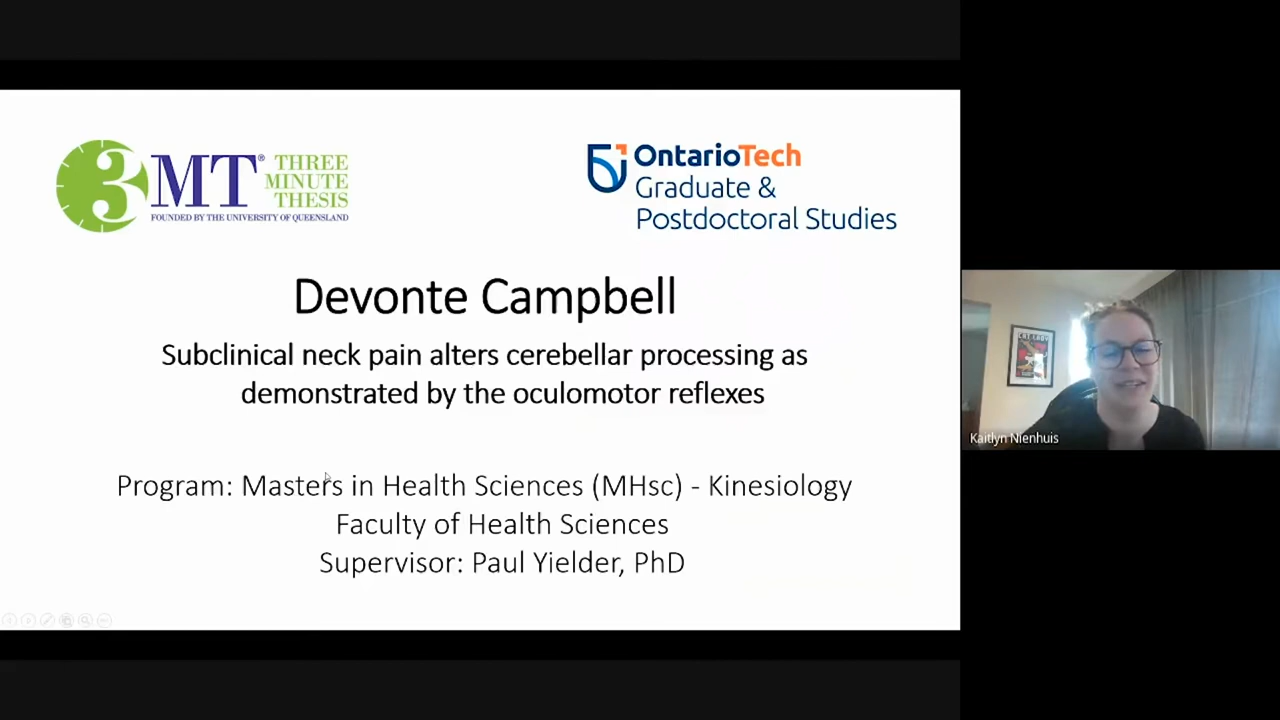 3MT® THREE
MINUTE
THESIS
FOUNDED BY THE UNIVERSITY OF QUEENSLAND
OntarioTech
Graduate &
Postdoctoral Studies
Devonte Campbell
Subclinical neck pain alters cerebellar processing as
demonstrated by the oculomotor reflexes
Program: Masters in Health Sciences (MHsc) - Kinesiology
Faculty of Health Sciences
Supervisor: Paul Yielder, PhD
Kaitlyn Nienhuis